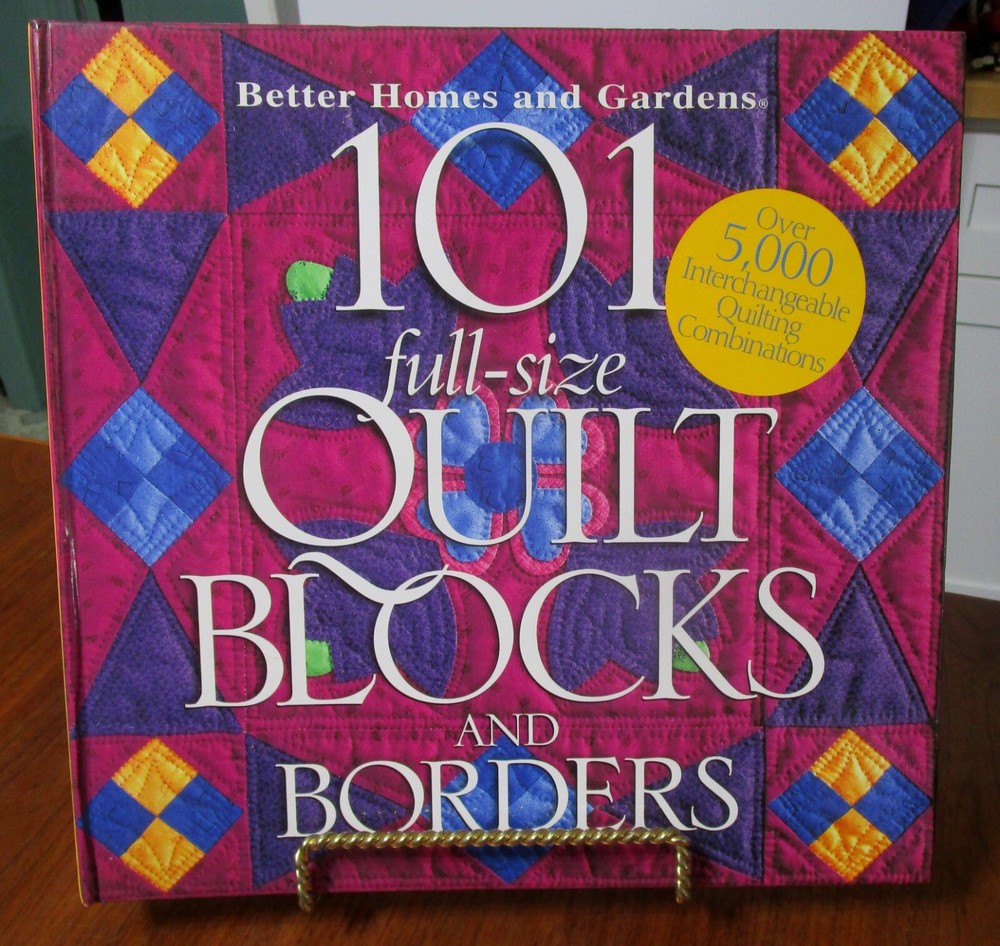 Better Homes and Gardens®
101
full-size
QUILT
BLOCKS
AND
BORDERS
Over
5,000
Interchangeable
Quilting
Combinations